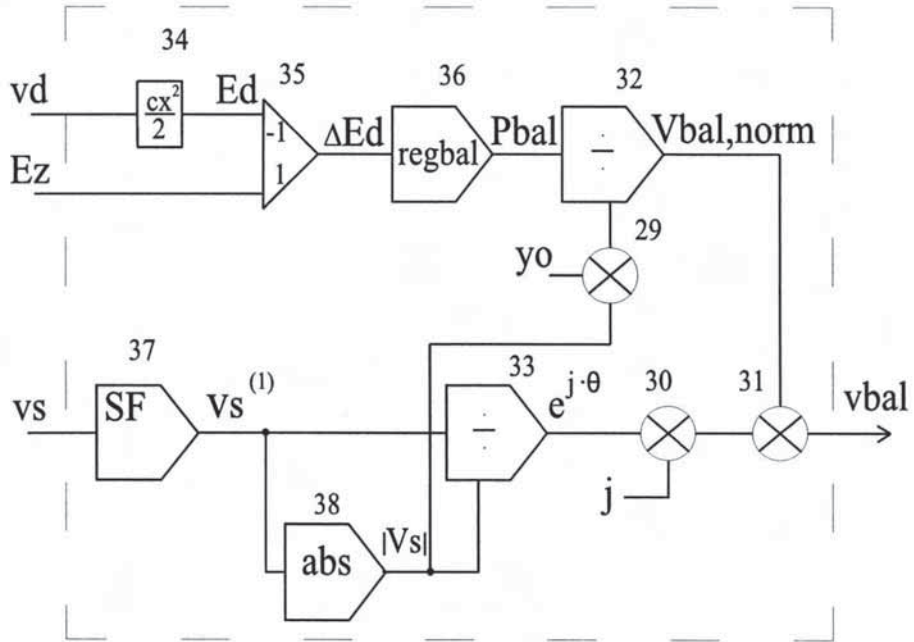 34
vd
cx²
2
Ed
35
-1
1
ΔEd
36
regbal
Pbal
32
÷
Vbal,norm
Ez
29
yo
37
vs
SF
vs⁽¹⁾
33
÷
e^{j·θ}
30
31
vbal
j
38
abs
|Vs|